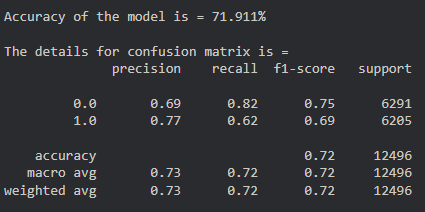 Accuracy of the model is = 71.911%
The details for confusion matrix is =
precision recall f1-score support
0.0 0.69 0.82 0.75 6291
1.0 0.77 0.62 0.69 6205
accuracy 0.72 12496
macro avg 0.73 0.72 0.72 12496
weighted avg 0.73 0.72 0.72 12496